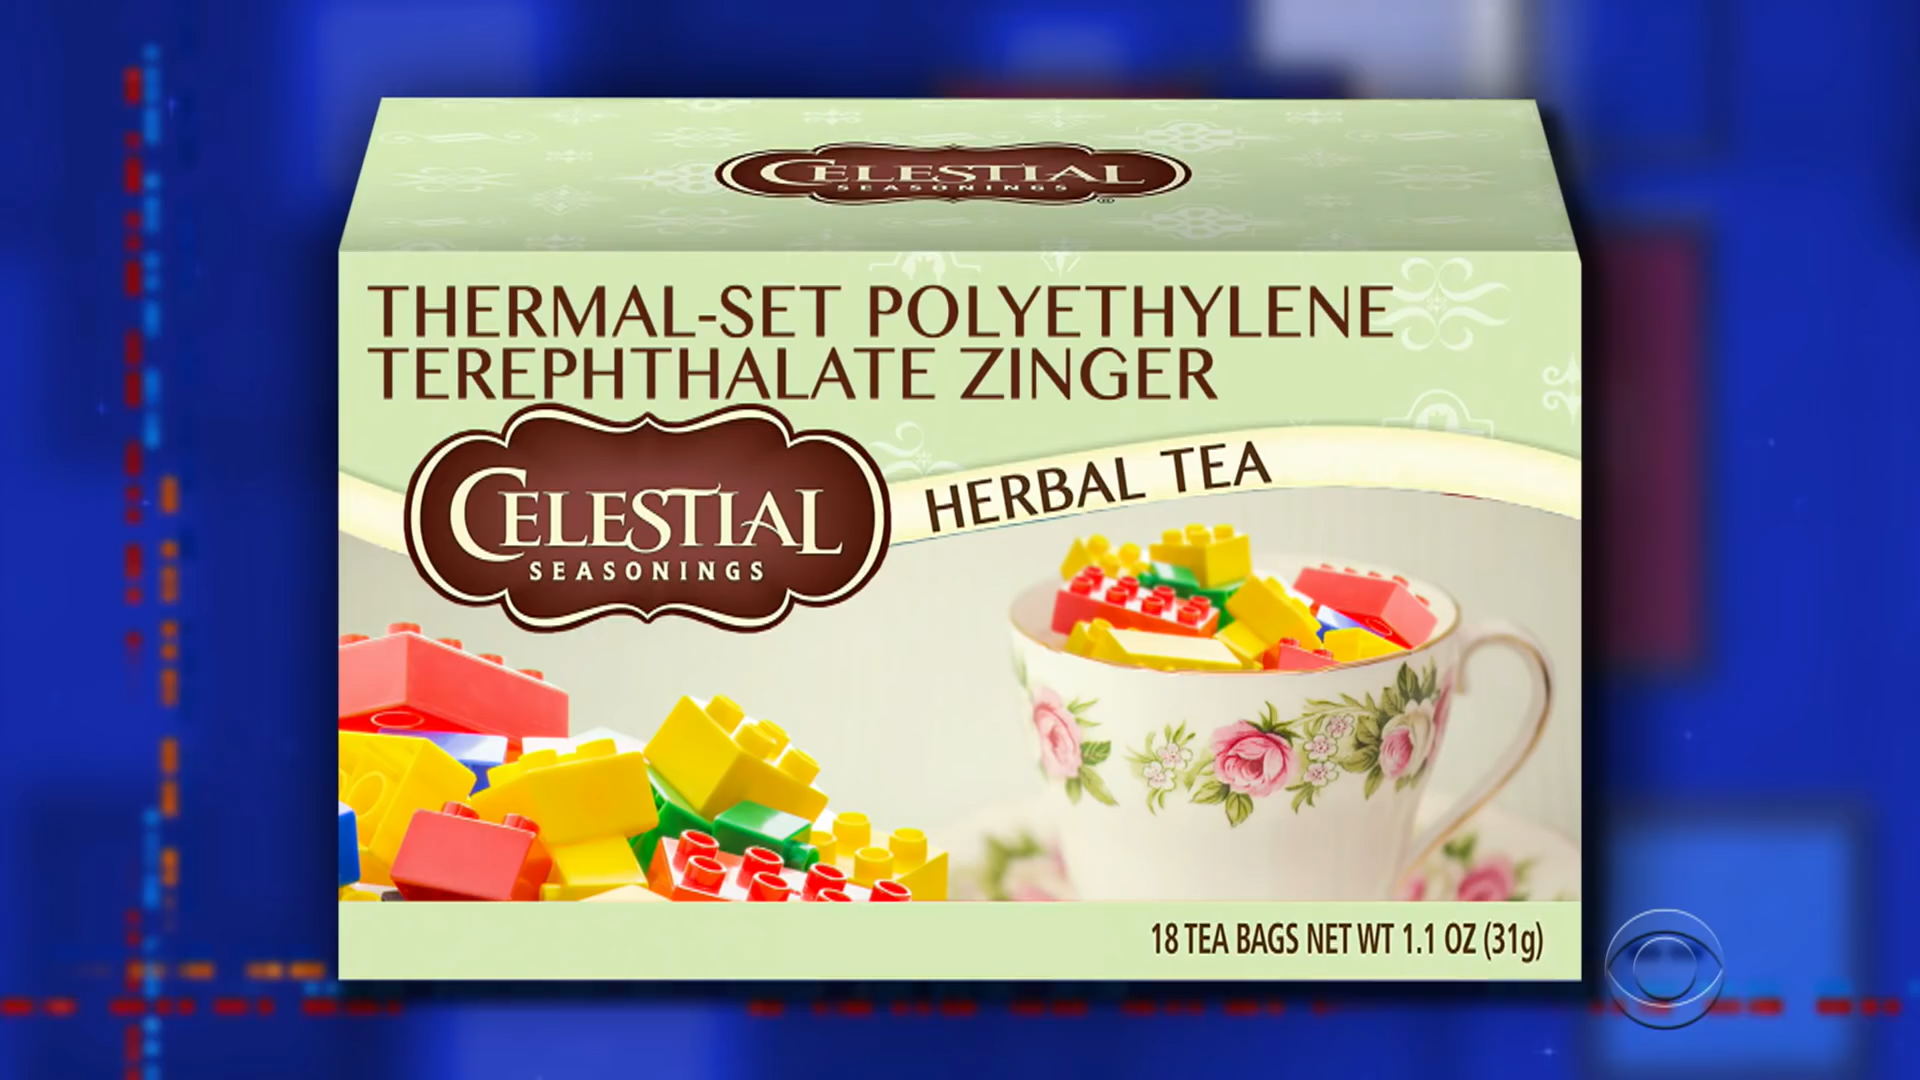 CELESTIAL
SEASONINGS
®
THERMAL-SET POLYETHYLENE
TEREPHTHALATE ZINGER
CELESTIAL
SEASONINGS
HERBAL TEA
18 TEA BAGS NET WT 1.1 OZ (31g)